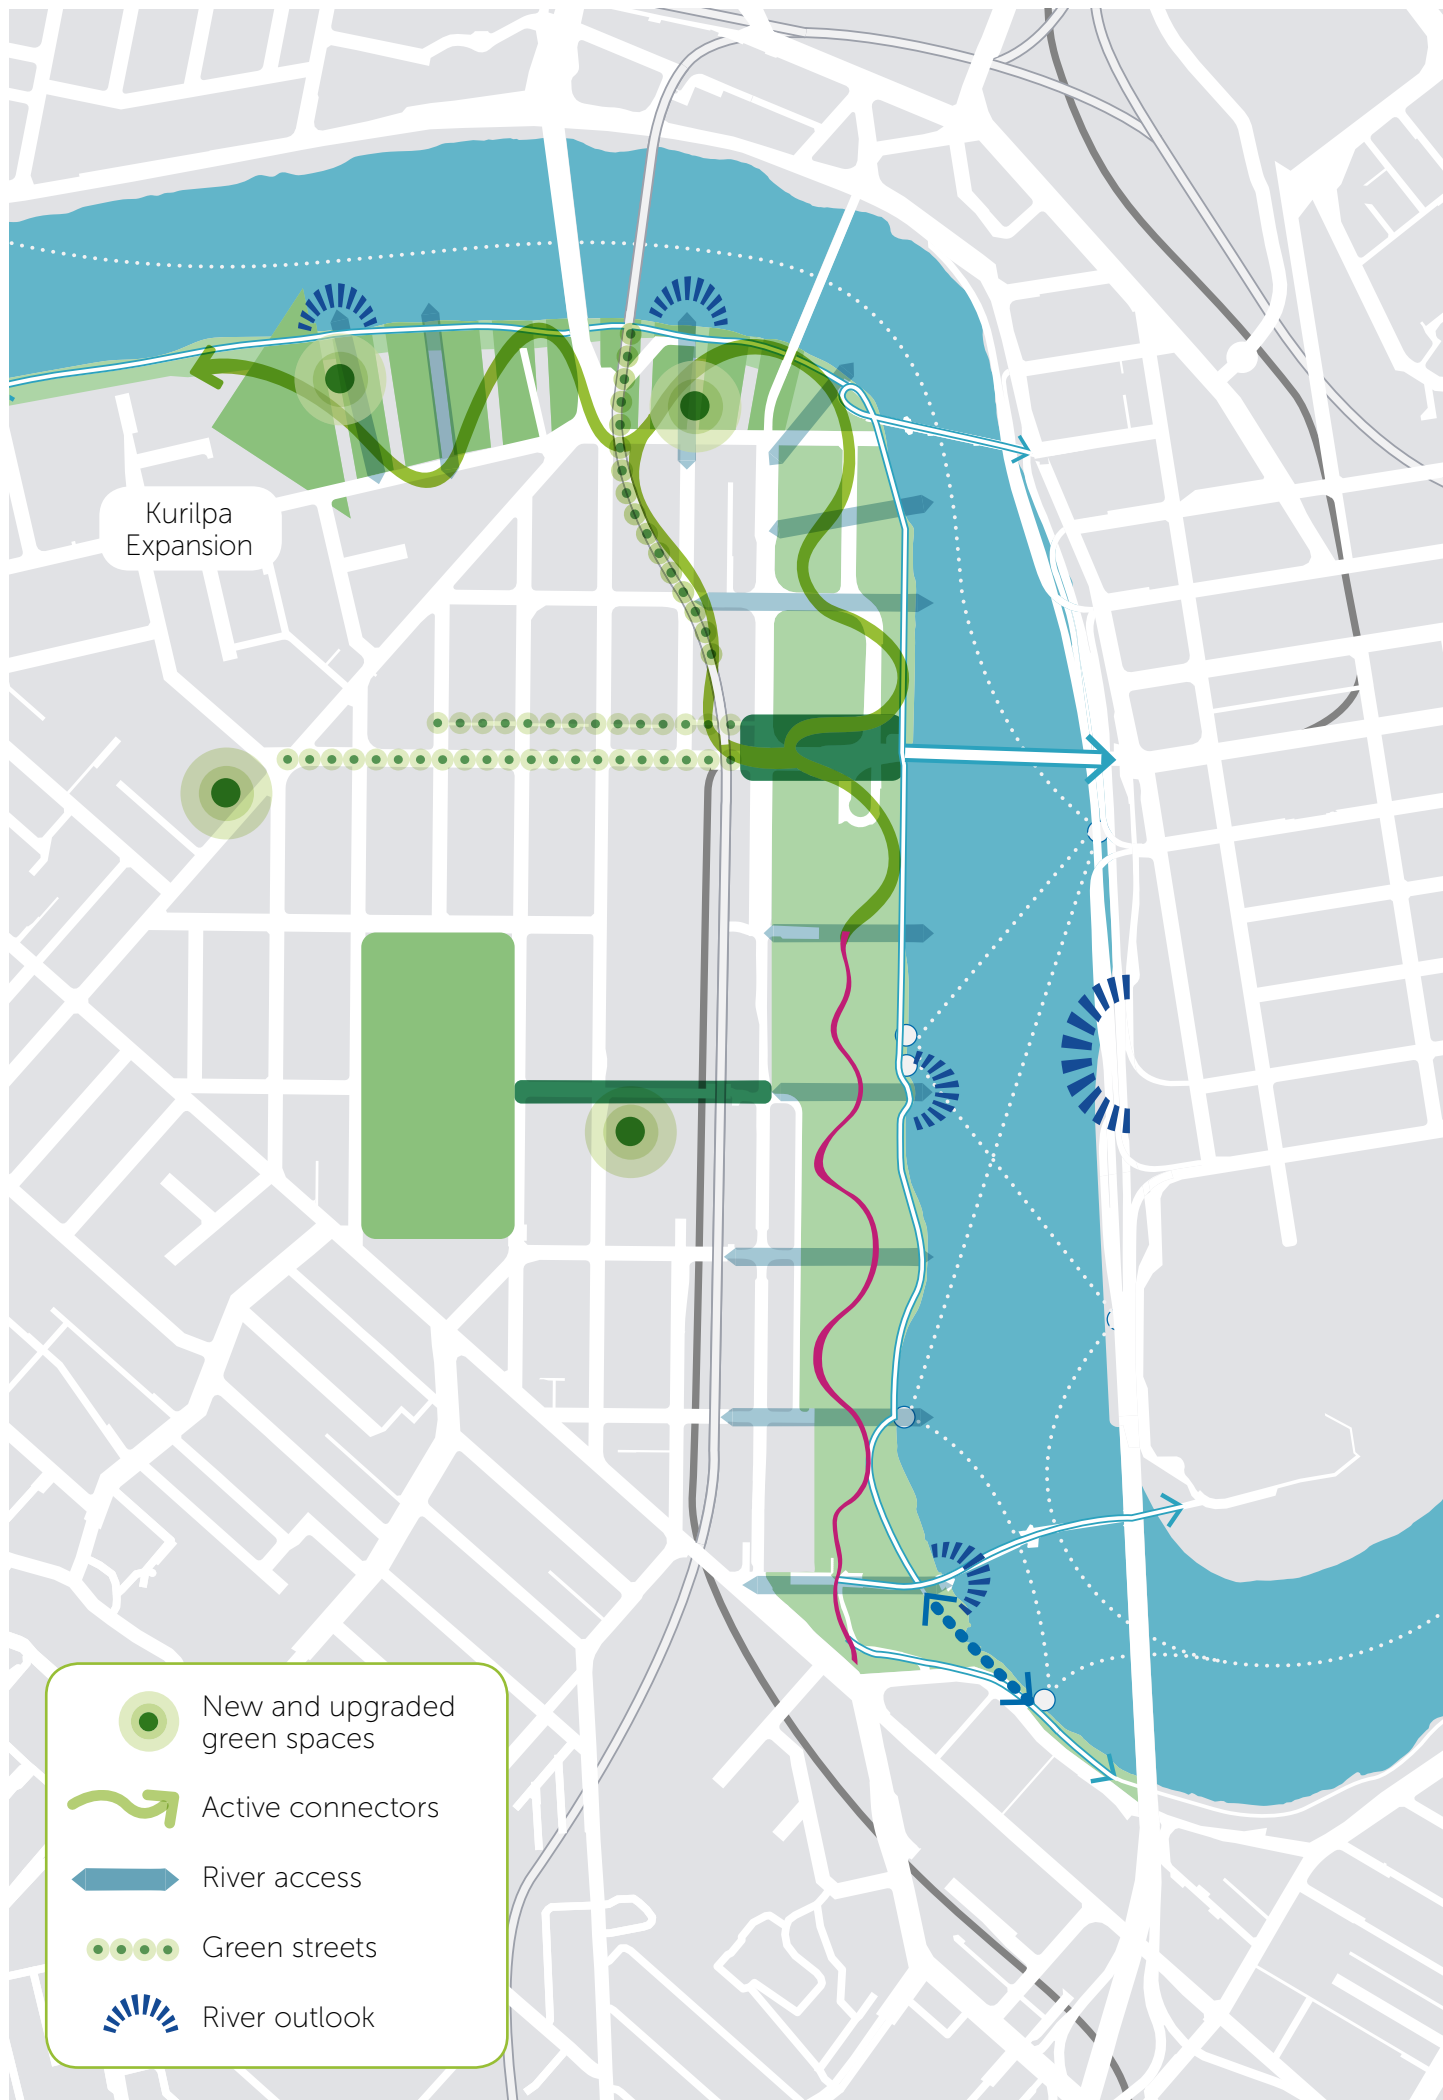 Kurilpa
Expansion
New and upgraded
green spaces
Active connectors
River access
Green streets
River outlook